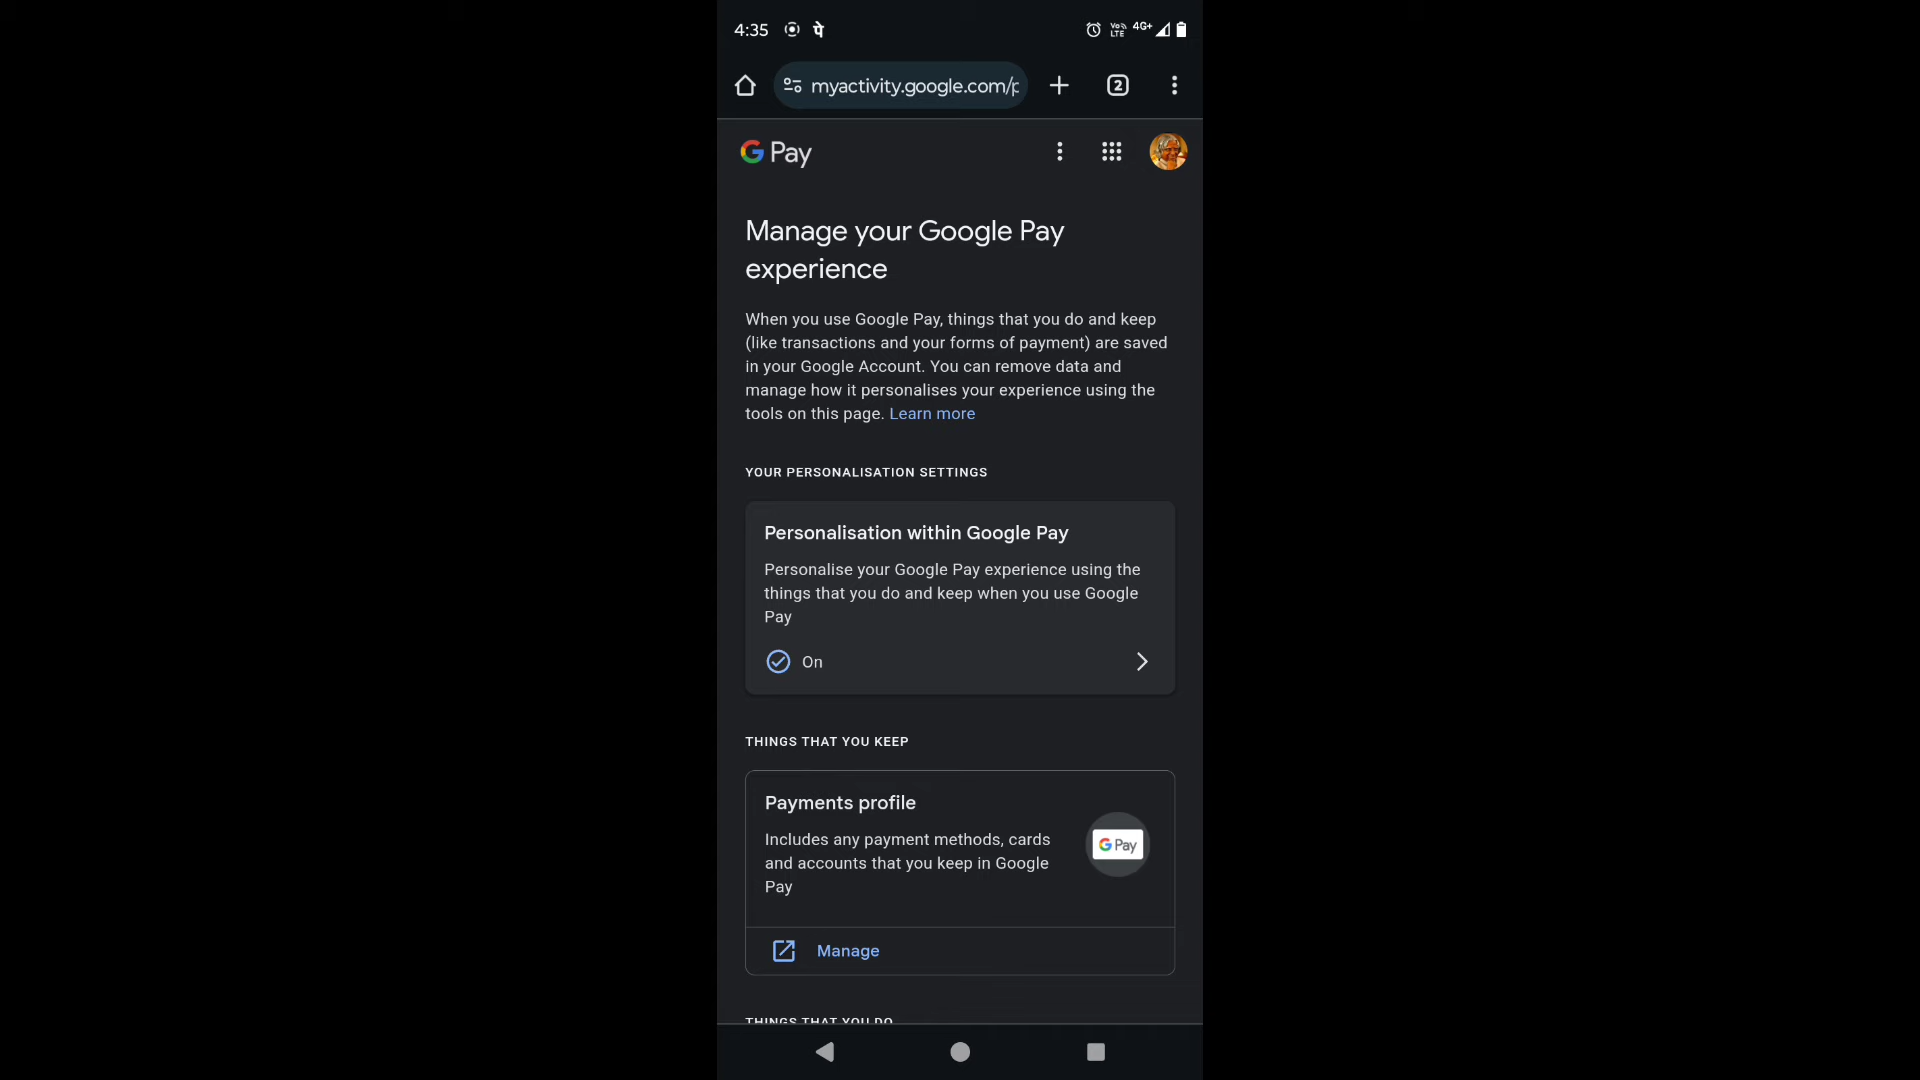 4:35 पे Vo LTE 4G+
myactivity.google.com/p 2
G Pay
Manage your Google Pay
experience
When you use Google Pay, things that you do and keep
(like transactions and your forms of payment) are saved
in your Google Account. You can remove data and
manage how it personalises your experience using the
tools on this page. Learn more
YOUR PERSONALISATION SETTINGS
Personalisation within Google Pay
Personalise your Google Pay experience using the
things that you do and keep when you use Google
Pay
On
THINGS THAT YOU KEEP
Payments profile
Includes any payment methods, cards
and accounts that you keep in Google
Pay
G Pay
Manage
THINGS THAT YOU DO